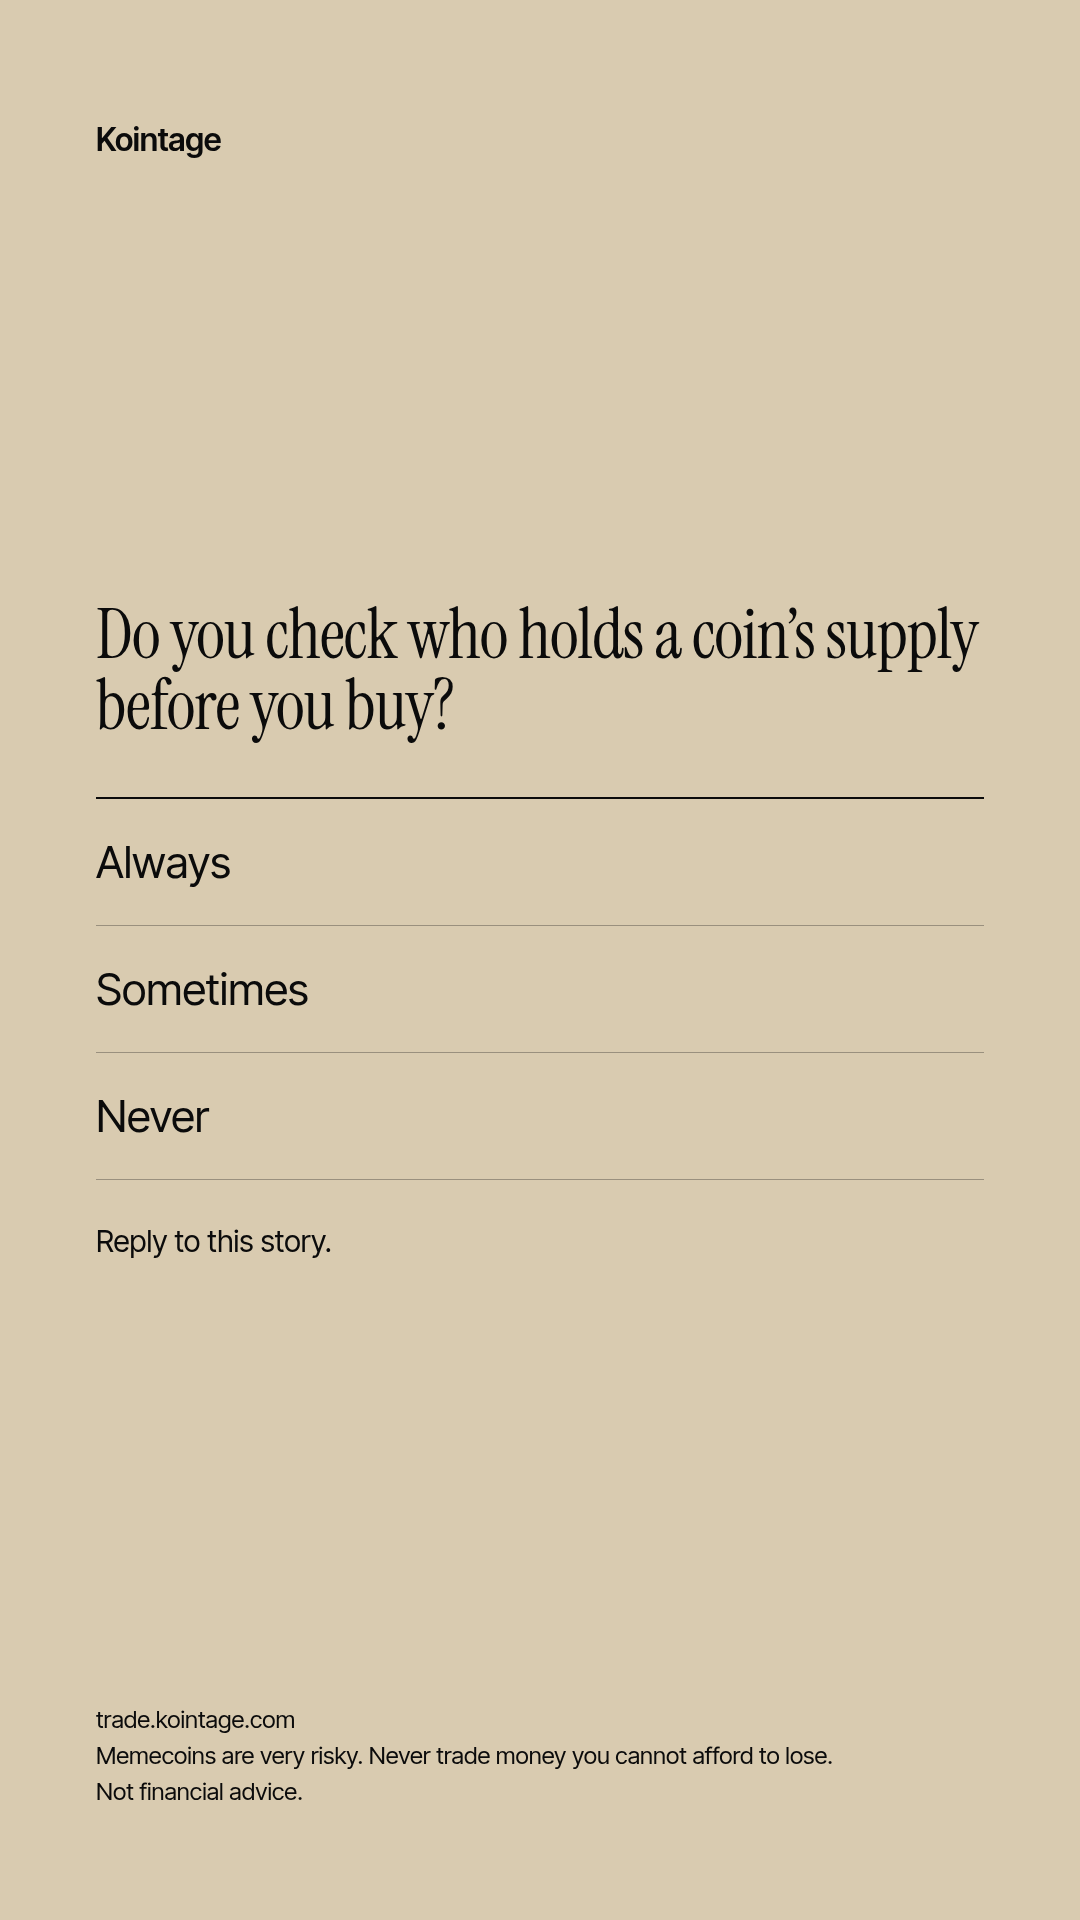 Kointage
Do you check who holds a coin’s supply
before you buy?
Always
Sometimes
Never
Reply to this story.
trade.kointage.com
Memecoins are very risky. Never trade money you cannot afford to lose.
Not financial advice.